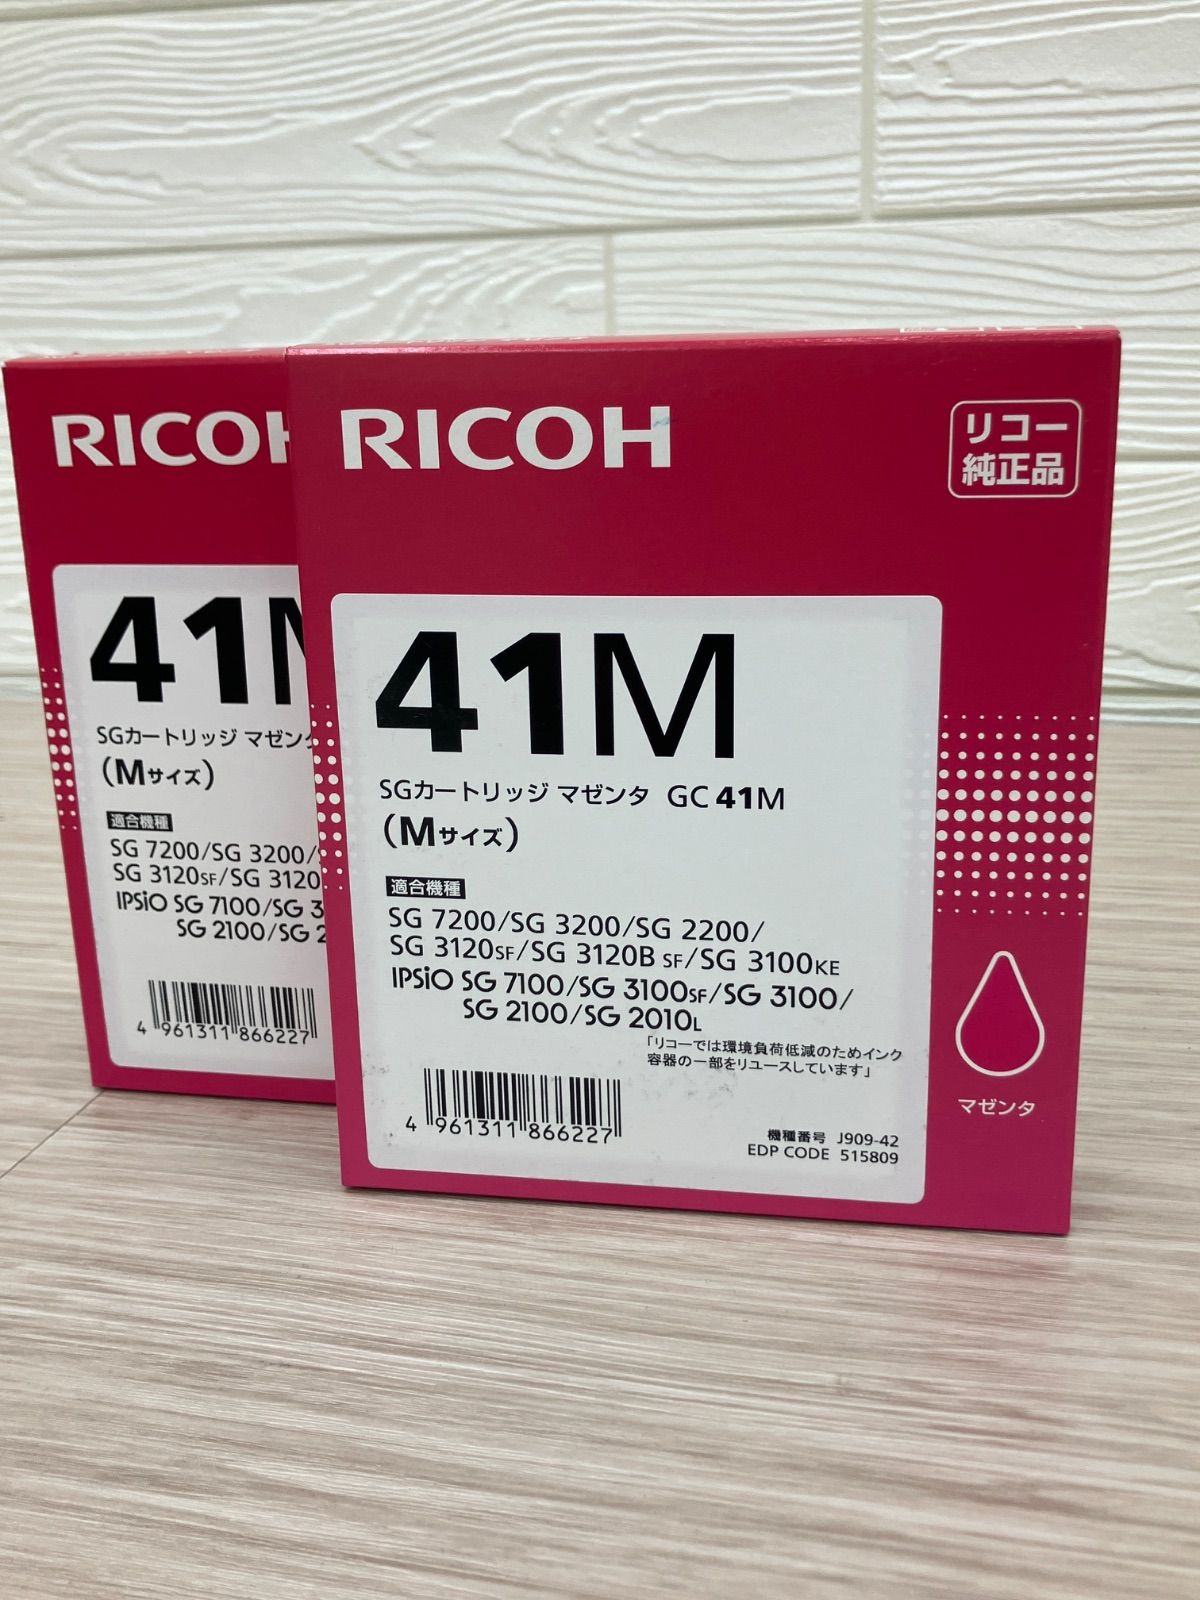 RICOH
41M
SGカートリッジ マゼン
(Mサイズ)
適合機種
SG 7200/SG 3200/
SG 3120SF/SG 3120
IPSiO SG 7100/SG 3
SG 2100/SG 2
4 961311 866227
RICOH
リコー
純正品
41M
SGカートリッジ マゼンタ GC 41M
(Mサイズ)
適合機種
SG 7200/SG 3200/SG 2200/
SG 3120SF/SG 3120B SF/SG 3100KE
IPSiO SG 7100/SG 3100SF/SG 3100/
SG 2100/SG 2010L
「リコーでは環境負荷低減のためインク
容器の一部をリユースしています」
4 961311 866227
機種番号 J909-42
EDP CODE 515809
マゼンタ